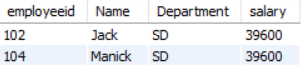 employeeid Name Department salary
102 Jack SD 39600
104 Manick SD 39600